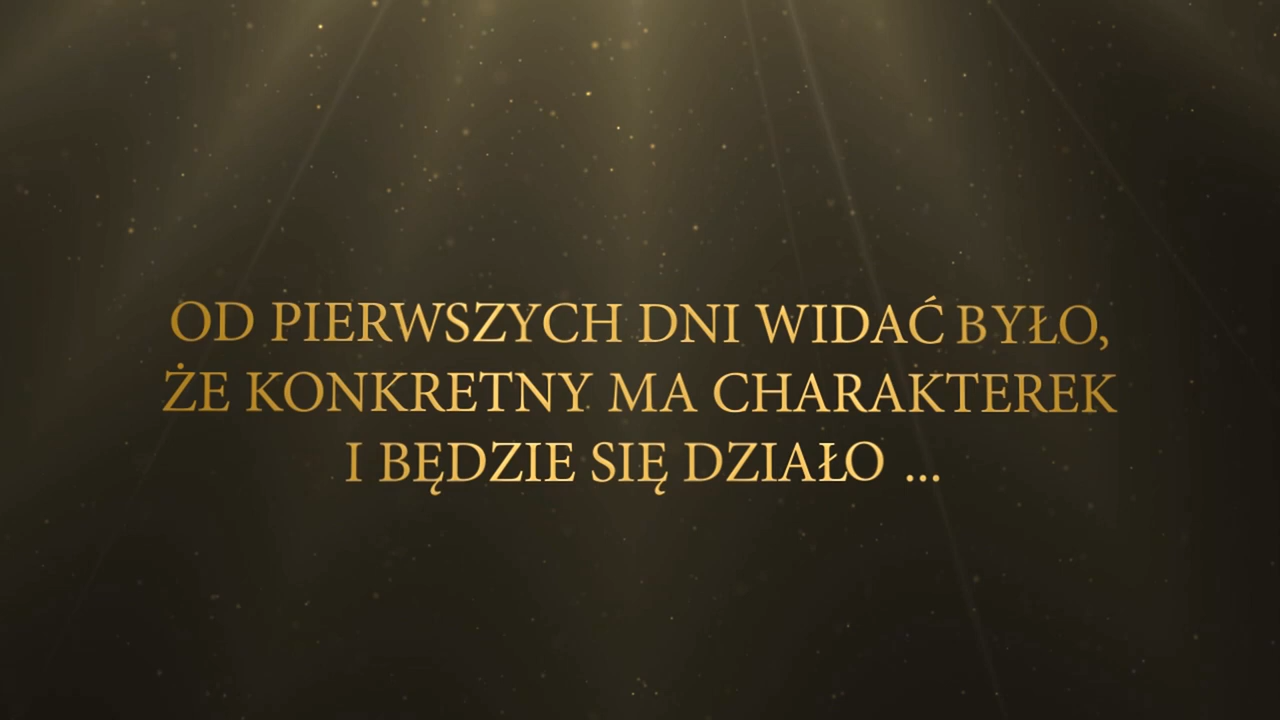 OD PIERWSZYCH DNI WIDAĆ BYŁO,
ŻE KONKRETNY MA CHARAKTEREK
I BĘDZIE SIĘ DZIAŁO ...